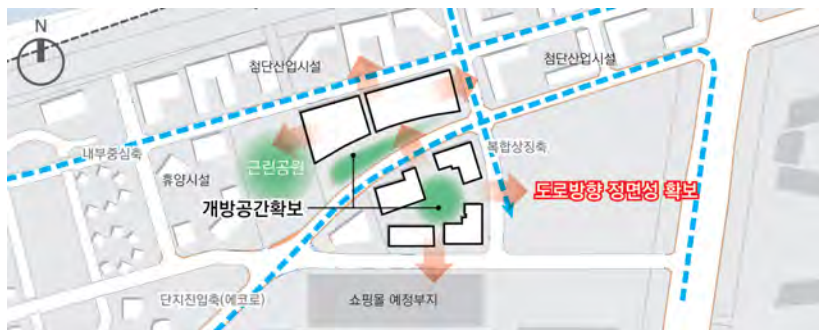 N
첨단산업시설
첨단산업시설
내부중심축
복합상징축
근린공원
휴양시설
도로방향 정면성 확보
개방공간확보
단지진입축(에코로)
쇼핑몰 예정부지